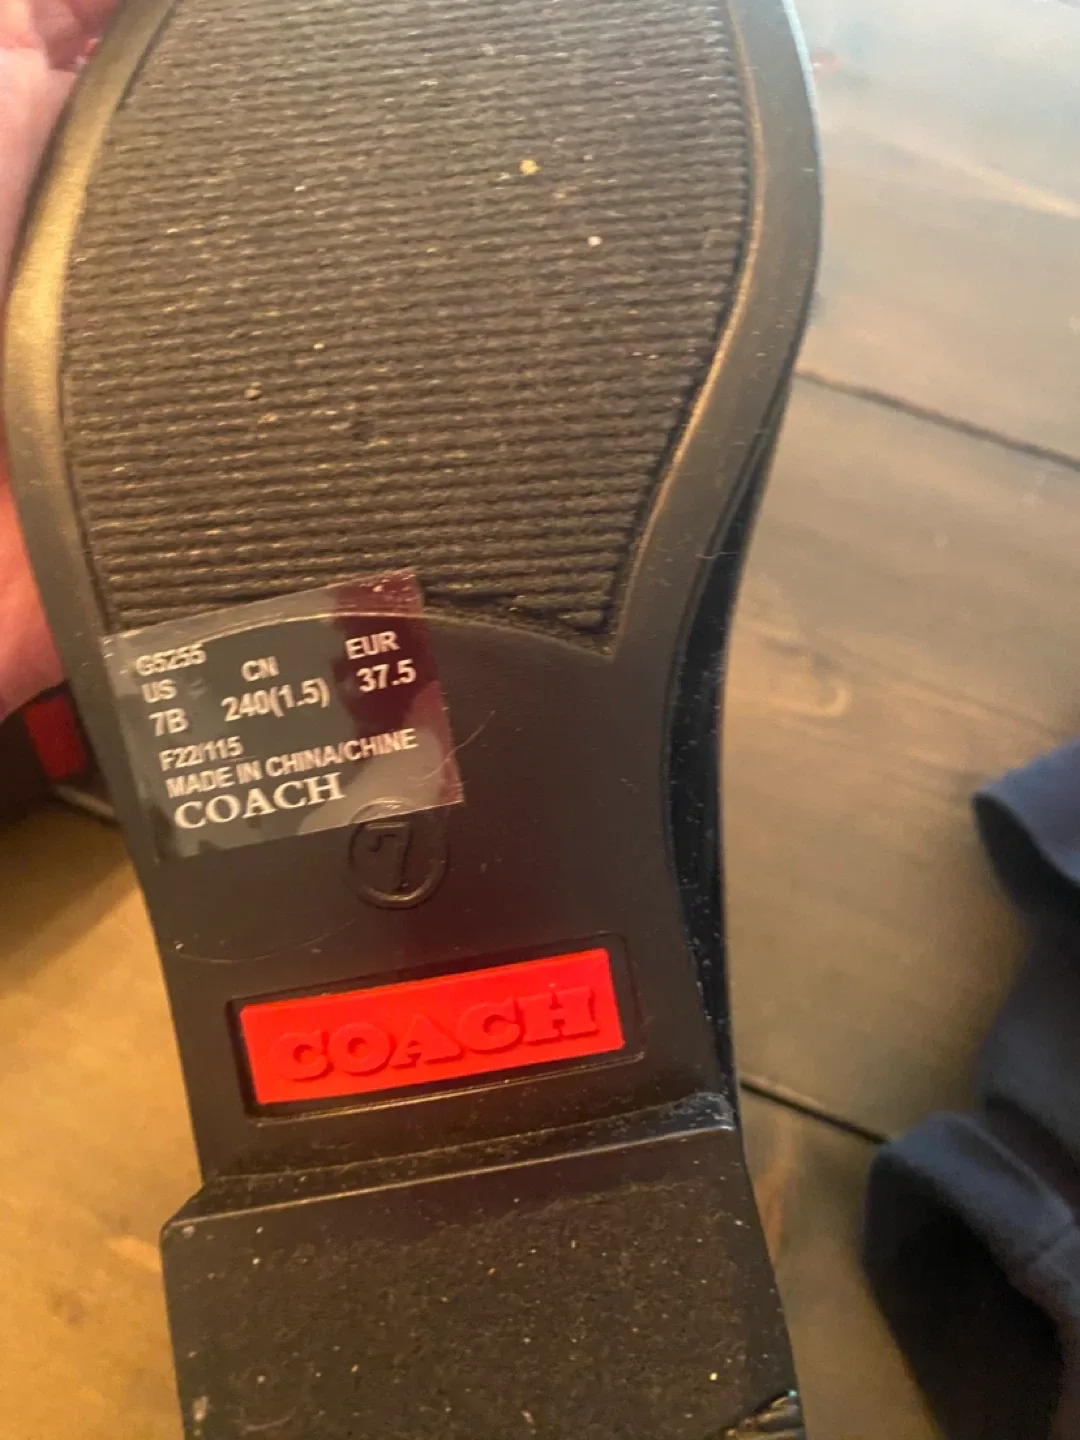 G5255
US CN EUR
7B 240(1.5) 37.5
F22/115
MADE IN CHINA/CHINE
COACH
7
COACH